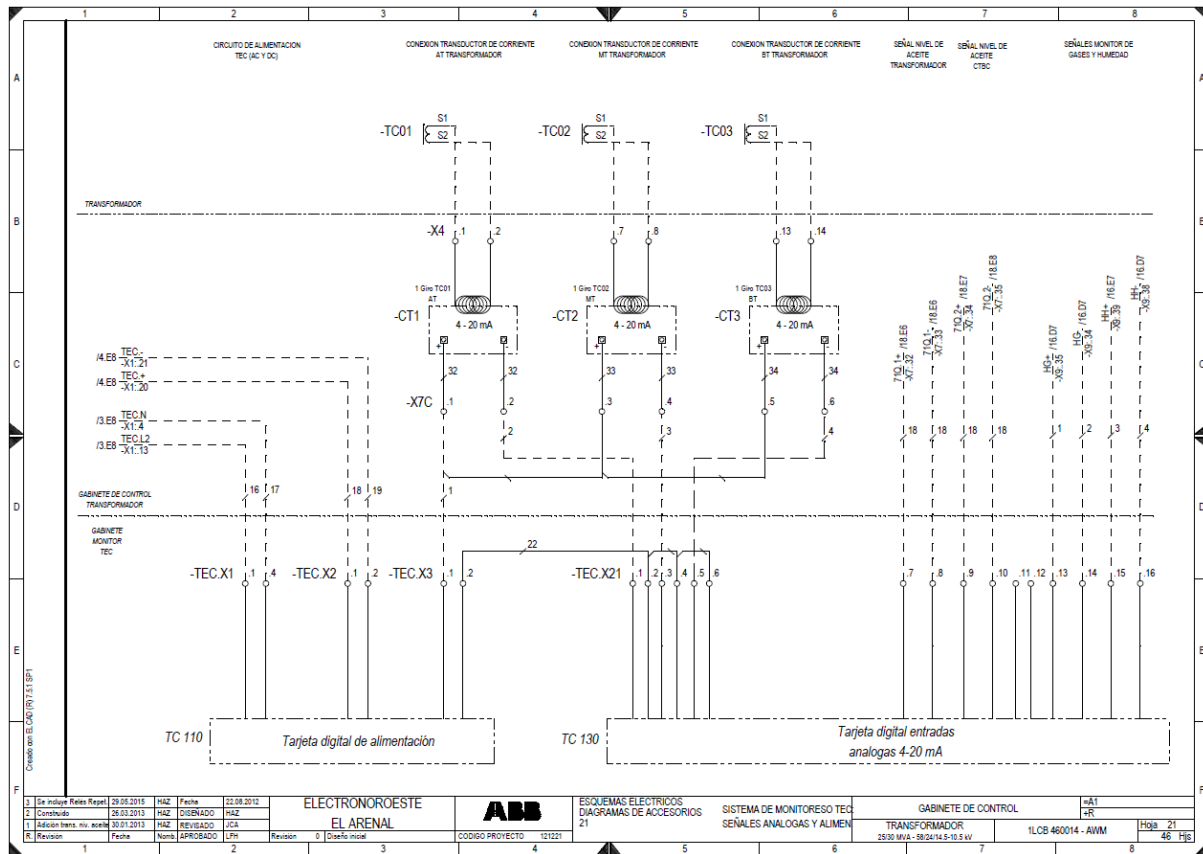 1 2 3 4 5 6 7 8
CIRCUITO DE ALIMENTACION
TEC (AC Y DC)
CONEXION TRANSDUCTOR DE CORRIENTE
AT TRANSFORMADOR
CONEXION TRANSDUCTOR DE CORRIENTE
MT TRANSFORMADOR
CONEXION TRANSDUCTOR DE CORRIENTE
BT TRANSFORMADOR
SEÑAL NIVEL DE
ACEITE
TRANSFORMADOR
SEÑAL NIVEL DE
ACEITE
CTBC
SEÑALES MONITOR DE
GASES Y HUMEDAD
A A
-TC01 S1
S2
-TC02 S1
S2
-TC03 S1
S2
TRANSFORMADOR
B B
-X4 .1 .2 .7 .8 .13 .14
1 Giro TC01
AT
1 Giro TC02
MT
1 Giro TC03
BT
-CT1 4 - 20 mA
+ -
-CT2 4 - 20 mA
+ -
-CT3 4 - 20 mA
+ -
71Q.1+ /18.E6
-X7:.32
71Q.1- /18.E6
-X7:.33
71Q.2+ /18.E7
-X7:.34
71Q.2- /18.E8
-X7:.35
HG+ /16.D7
-X9:.35
HG- /16.D7
-X9:.34
HH+ /16.E7
-X9:.39
HH- /16.D7
-X9:.38
C C
/4.E8 TEC.-
-X1:.21
/4.E8 TEC.+
-X1:.20
/3.E8 TEC.N
-X1:.4
/3.E8 TEC.L2
-X1:.13
32 32 33 33 34 34
-X7C .1 .2 .3 .4 .5 .6
2 3 4
18 18 18 18 1 2 3 4
16 17 18 19 1
GABINETE DE CONTROL
TRANSFORMADOR
D D
GABINETE
MONITOR
TEC
22
-TEC.X1 .1 .4
-TEC.X2 .1 .2
-TEC.X3 .1 .2
-TEC.X21 .1 .2 .3 .4 .5 .6 .7 .8 .9 .10 .11 .12 .13 .14 .15 .16
E E
TC 110
Tarjeta digital de alimentación
TC 130
Tarjeta digital entradas
analogas 4-20 mA
F
Creado con ELCAD (R) 7.5.1 SP1
3 Se incluye Reles Repet. 29.05.2015 HAZ Fecha 22.08.2012
2 Construido 26.03.2013 HAZ DISEÑADO HAZ
1 Adición trans. niv. aceite 30.01.2013 HAZ REVISADO JCA
R. Revisión Fecha Nomb. APROBADO LFH Revisión 0 Diseño inicial
ELECTRONOROESTE
EL ARENAL
ABB
CODIGO PROYECTO 121221
ESQUEMAS ELECTRICOS
DIAGRAMAS DE ACCESORIOS
21
SISTEMA DE MONITORESO TEC
SEÑALES ANALOGAS Y ALIMEN
GABINETE DE CONTROL
TRANSFORMADOR
25/30 MVA - 58/24/14.5-10.5 kV
1LCB 460014 - AWM
=A1
+R
Hoja 21
46 Hjs
1 2 3 4 5 6 7 8